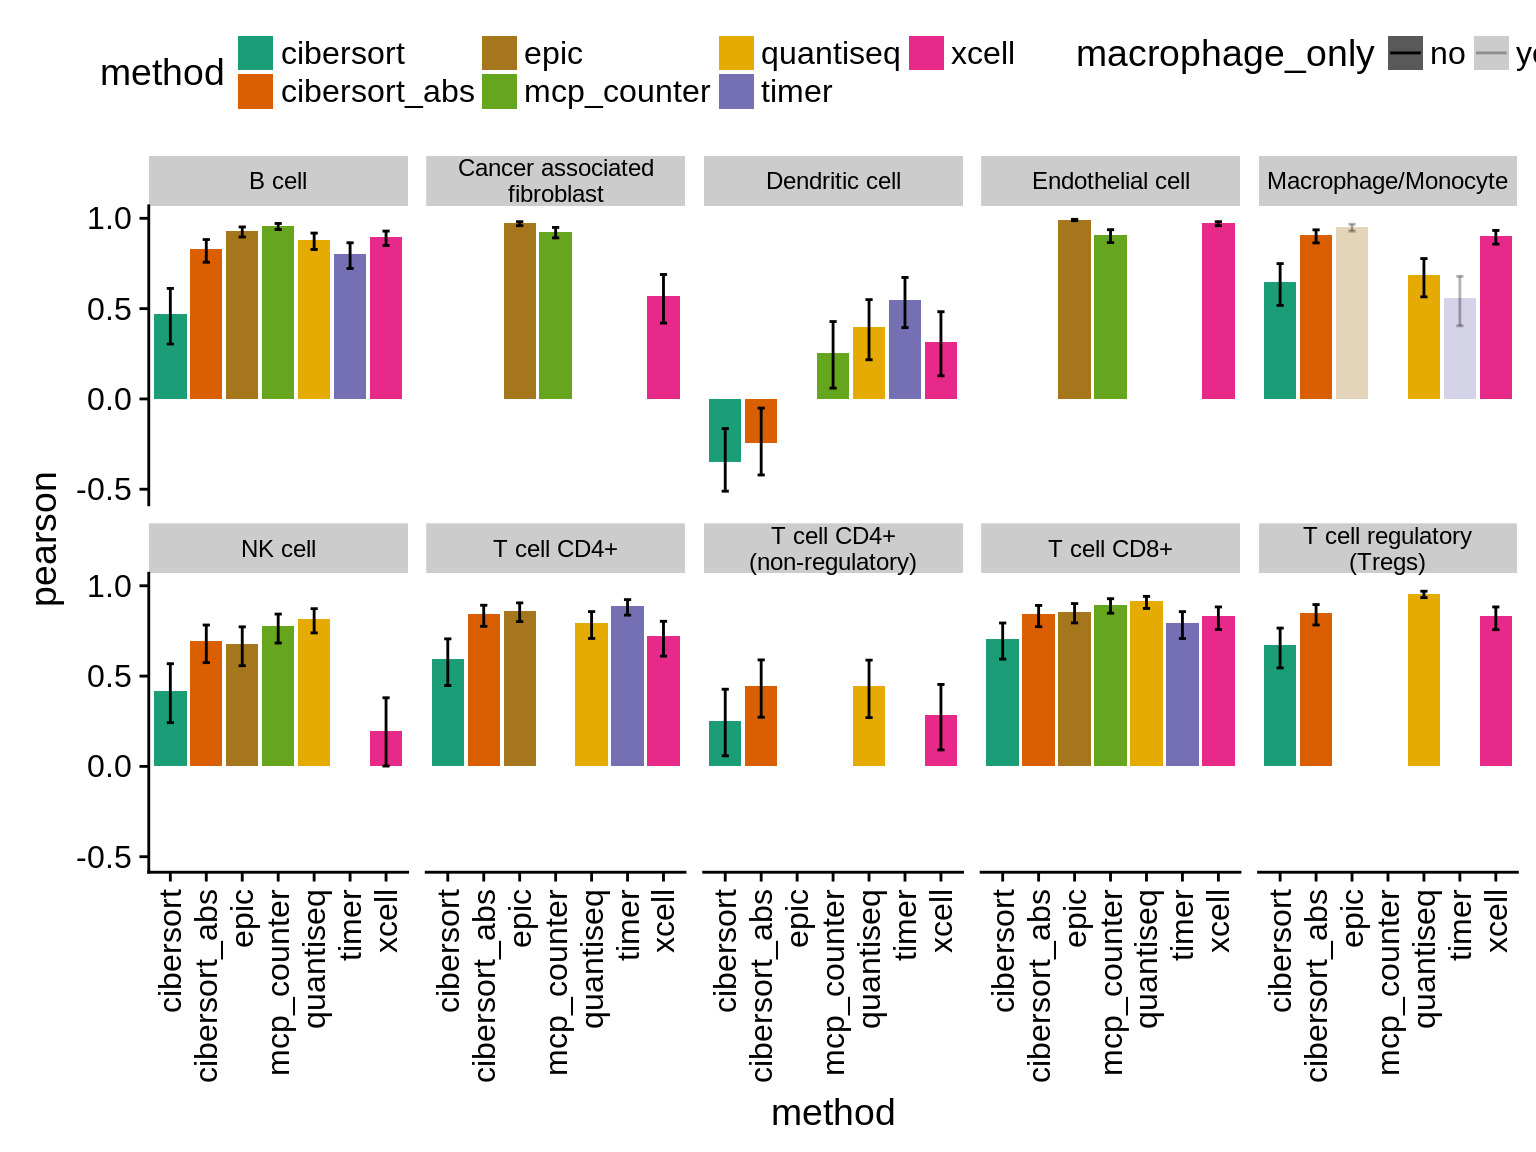 method cibersort epic quantiseq xcell macrophage_only no
cibersort_abs mcp_counter timer
B cell
Cancer associated
fibroblast
Dendritic cell
Endothelial cell
Macrophage/Monocyte
1.0
0.5
0.0
-0.5
pearson
NK cell
T cell CD4+
T cell CD4+
(non-regulatory)
T cell CD8+
T cell regulatory
(Tregs)
1.0
0.5
0.0
-0.5
cibersort
cibersort_abs
epic
mcp_counter
quantiseq
timer
xcell
cibersort
cibersort_abs
epic
mcp_counter
quantiseq
timer
xcell
cibersort
cibersort_abs
epic
mcp_counter
quantiseq
timer
xcell
cibersort
cibersort_abs
epic
mcp_counter
quantiseq
timer
xcell
cibersort
cibersort_abs
epic
mcp_counter
quantiseq
timer
xcell
method